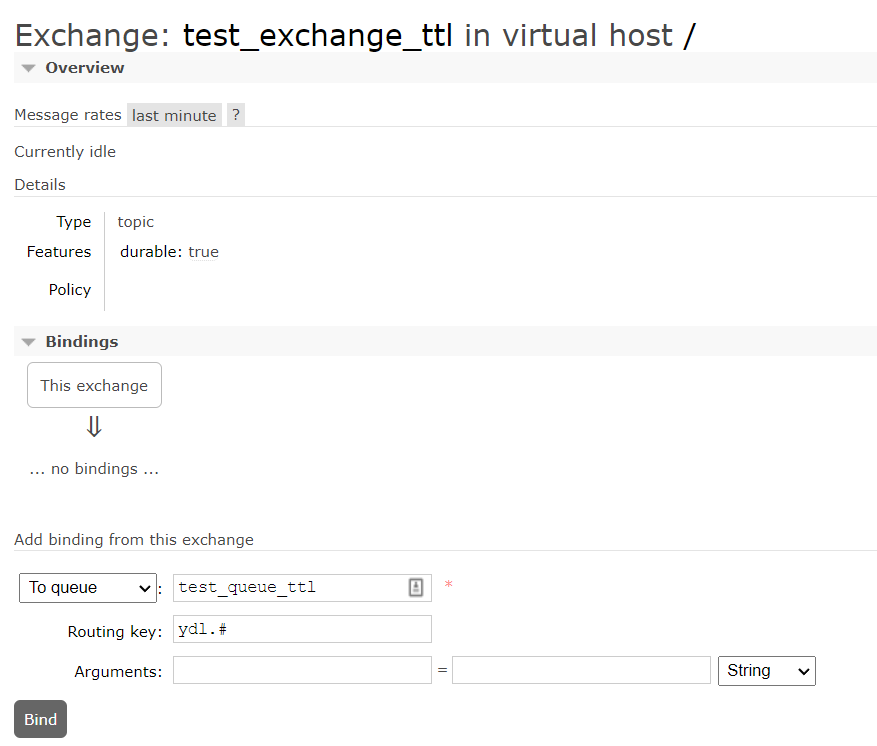 Exchange: test_exchange_ttl in virtual host /
Overview
Message rates last minute ?
Currently idle
Details
Type topic
Features durable: true
Policy
Bindings
This exchange
⇓
... no bindings ...
Add binding from this exchange
To queue : test_queue_ttl *
Routing key: ydl.#
Arguments: = String
Bind